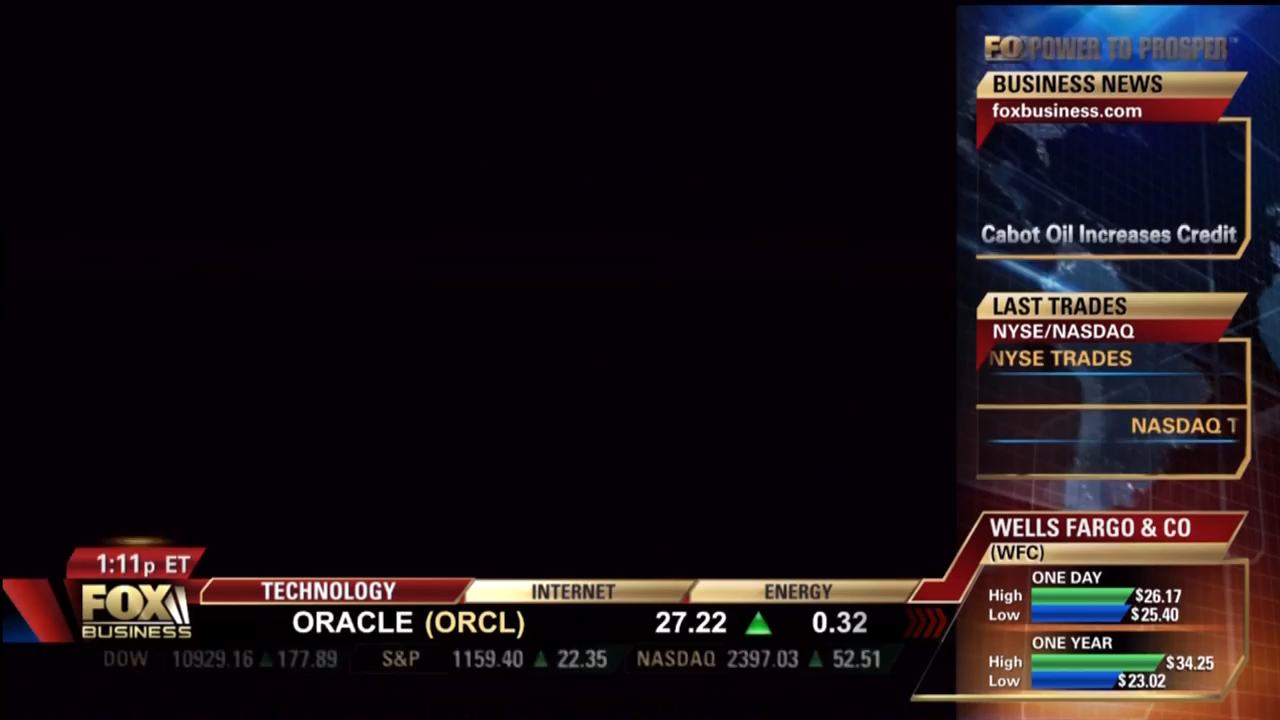 FO POWER TO PROSPER
BUSINESS NEWS
foxbusiness.com
Cabot Oil Increases Credit
LAST TRADES
NYSE/NASDAQ
NYSE TRADES
NASDAQ T
WELLS FARGO & CO
(WFC)
ONE DAY
High $26.17
Low $25.40
ONE YEAR
High $34.25
Low $23.02
1:11p ET
FOX
BUSINESS
TECHNOLOGY INTERNET ENERGY
ORACLE (ORCL) 27.22 ▲ 0.32
DOW 10929.16 ▲ 177.89 S&P 1159.40 ▲ 22.35 NASDAQ 2397.03 ▲ 52.51